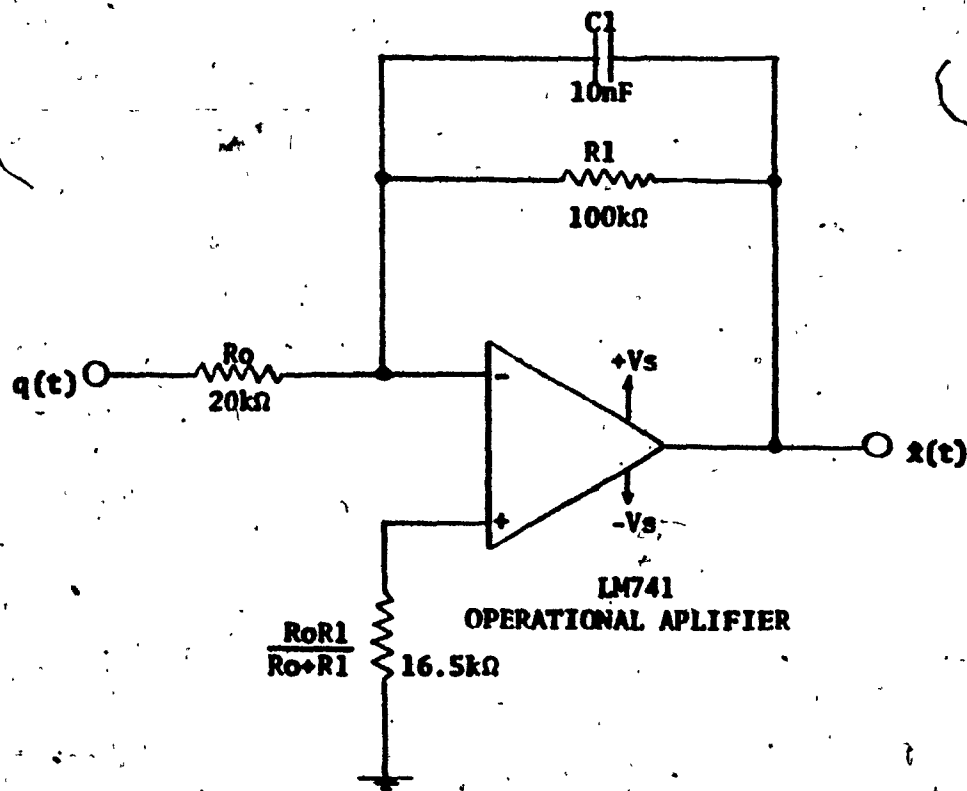 C1
10nF
R1
100kΩ
Ro
20kΩ
q(t)
-
+Vs
x̂(t)
+
-Vs
LM741
OPERATIONAL APLIFIER
RoR1
Ro+R1
16.5kΩ